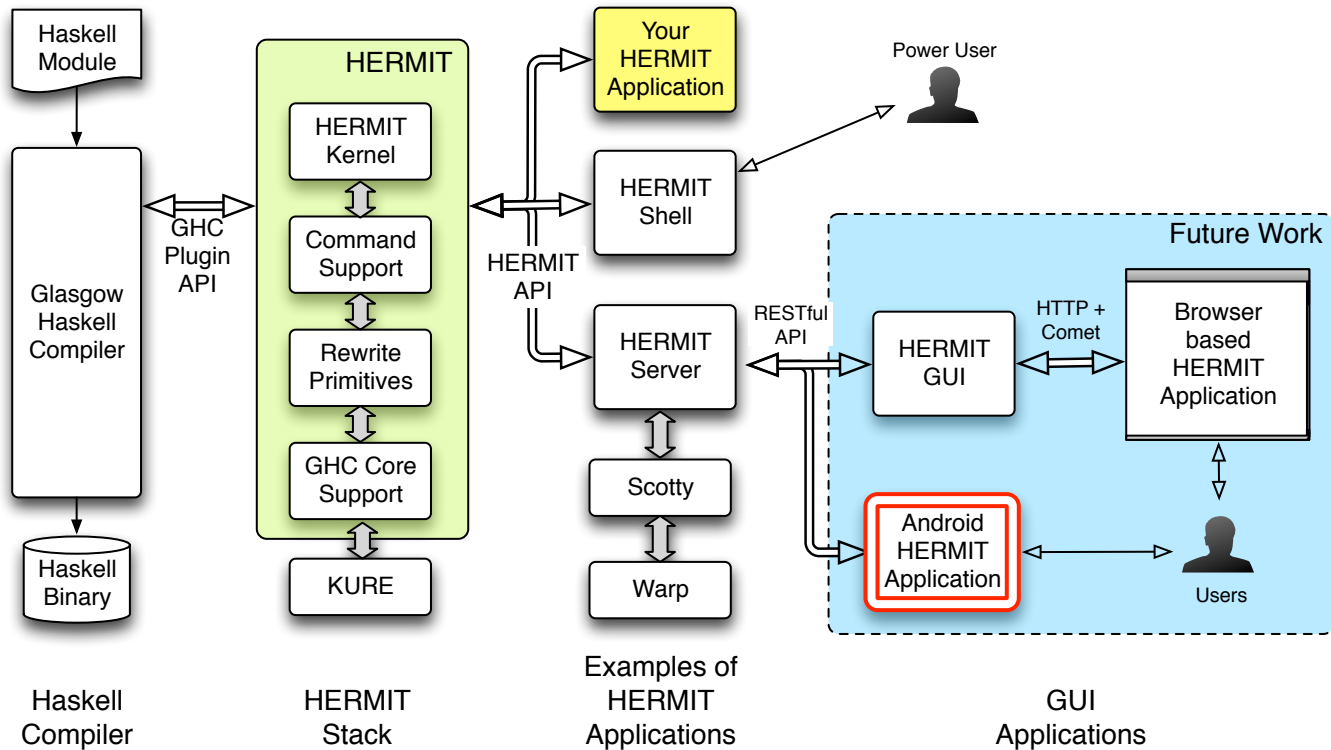 Haskell
Module
Glasgow
Haskell
Compiler
Haskell
Binary
GHC
Plugin
API
HERMIT
HERMIT
Kernel
Command
Support
Rewrite
Primitives
GHC Core
Support
KURE
HERMIT
API
Your
HERMIT
Application
HERMIT
Shell
HERMIT
Server
Scotty
Warp
Power User
RESTful
API
Future Work
HERMIT
GUI
HTTP +
Comet
Browser
based
HERMIT
Application
Android
HERMIT
Application
Users
Haskell
Compiler
HERMIT
Stack
Examples of
HERMIT
Applications
GUI
Applications